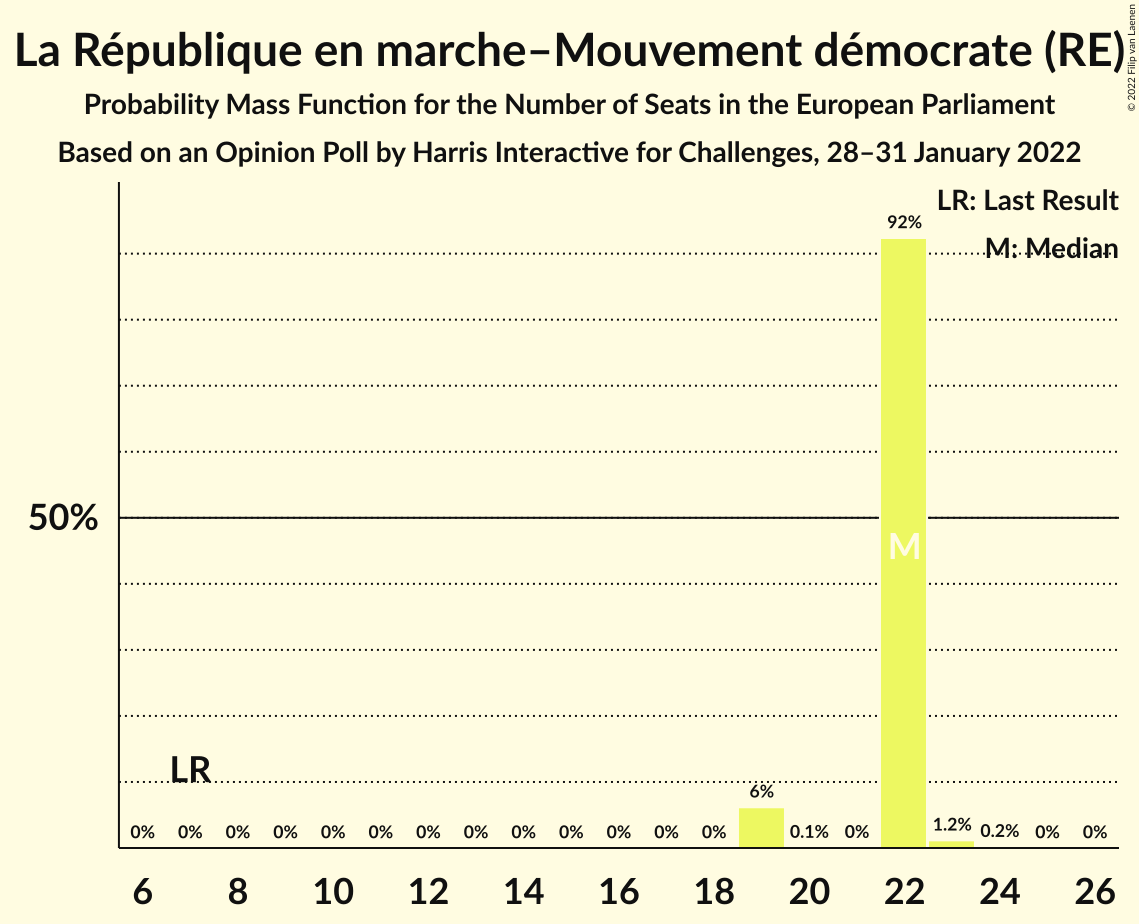 La République en marche–Mouvement démocrate (RE)
© 2022 Filip van Laenen
Probability Mass Function for the Number of Seats in the European Parliament
Based on an Opinion Poll by Harris Interactive for Challenges, 28–31 January 2022
LR: Last Result
M: Median
92%
50%
M
LR
6%
0% 0% 0% 0% 0% 0% 0% 0% 0% 0% 0% 0% 0% 0.1% 0% 1.2% 0.2% 0% 0%
6 8 10 12 14 16 18 20 22 24 26